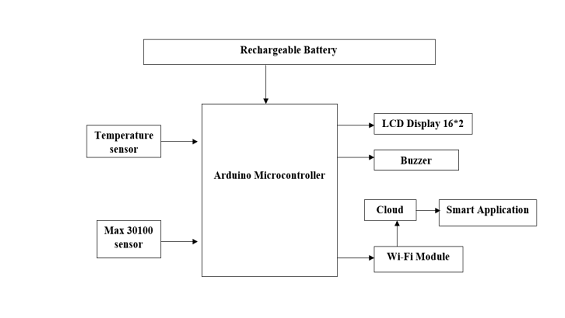 Rechargeable Battery
LCD Display 16*2
Temperature
sensor
Buzzer
Arduino Microcontroller
Cloud
Smart Application
Max 30100
sensor
Wi-Fi Module